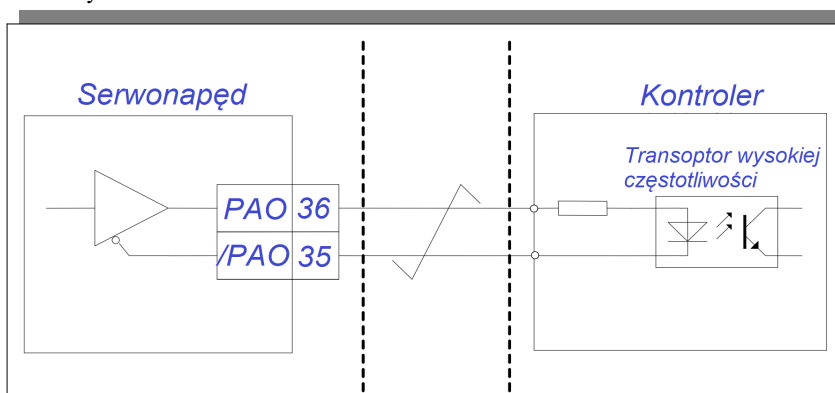 Serwonapęd
Kontroler
Transoptor wysokiej
częstotliwości
PAO 36
/PAO 35